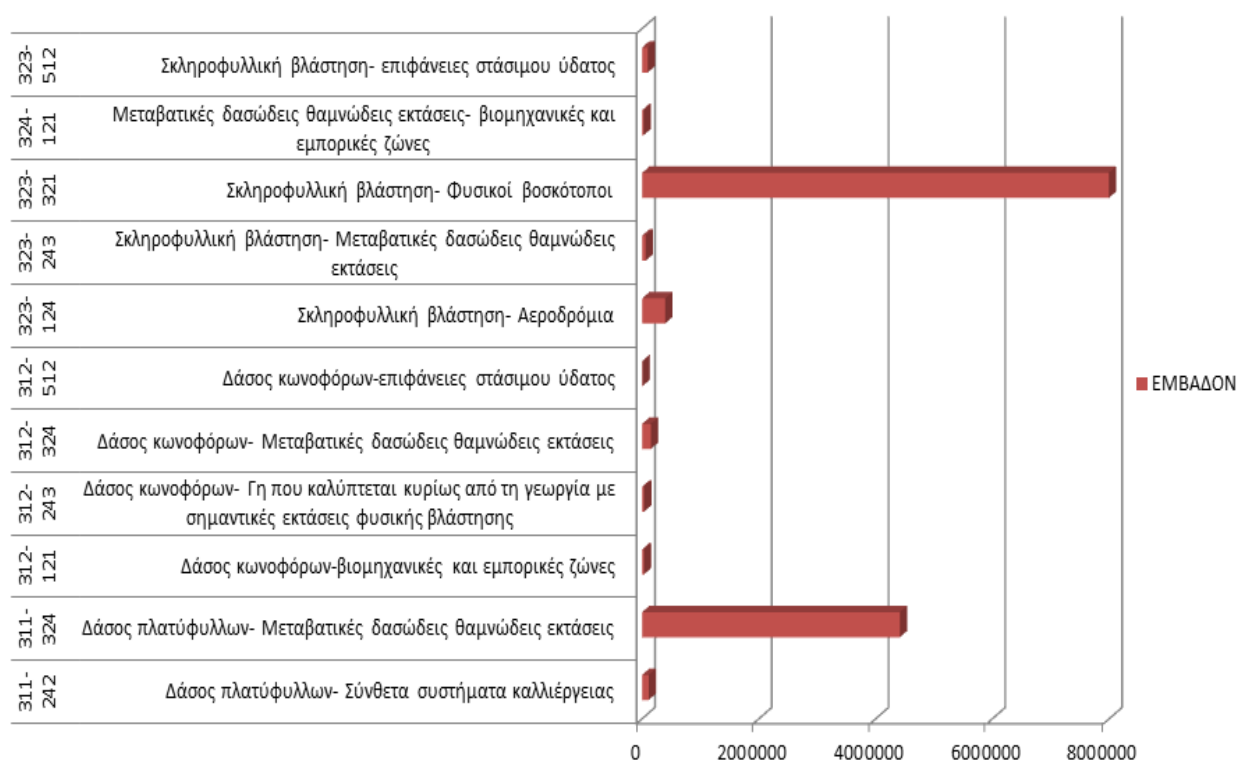 323-
512
Σκληροφυλλική βλάστηση- επιφάνειες στάσιμου ύδατος
324-
121
Μεταβατικές δασώδεις θαμνώδεις εκτάσεις- βιομηχανικές και
εμπορικές ζώνες
323-
321
Σκληροφυλλική βλάστηση- Φυσικοί βοσκότοποι
323-
243
Σκληροφυλλική βλάστηση- Μεταβατικές δασώδεις θαμνώδεις
εκτάσεις
323-
124
Σκληροφυλλική βλάστηση- Αεροδρόμια
312-
512
Δάσος κωνοφόρων-επιφάνειες στάσιμου ύδατος
312-
324
Δάσος κωνοφόρων- Μεταβατικές δασώδεις θαμνώδεις εκτάσεις
312-
243
Δάσος κωνοφόρων- Γη που καλύπτεται κυρίως από τη γεωργία με
σημαντικές εκτάσεις φυσικής βλάστησης
312-
121
Δάσος κωνοφόρων-βιομηχανικές και εμπορικές ζώνες
311-
324
Δάσος πλατύφυλλων- Μεταβατικές δασώδεις θαμνώδεις εκτάσεις
311-
242
Δάσος πλατύφυλλων- Σύνθετα συστήματα καλλιέργειας
0 2000000 4000000 6000000 8000000
ΕΜΒΑΔΟΝ